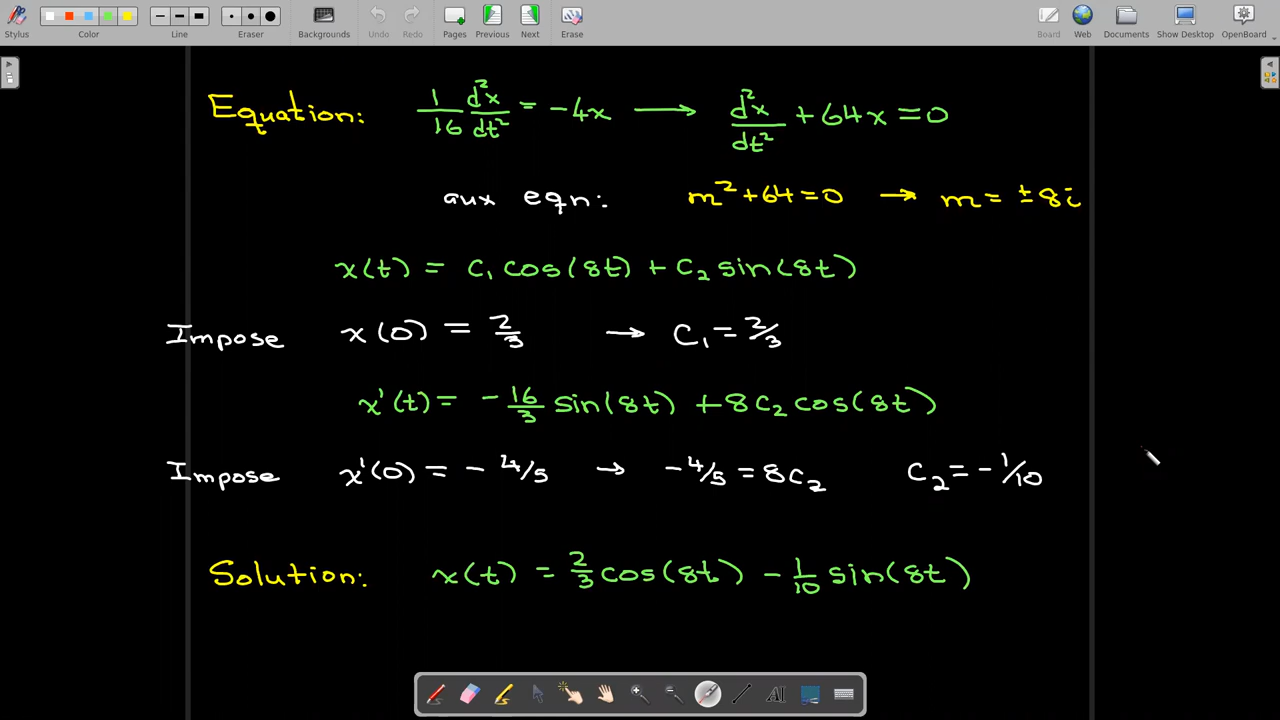 Stylus Color Line Eraser Backgrounds Undo Redo Pages Previous Next Erase Board Web Documents Show Desktop OpenBoard
Equation: 1/16 d²x/dt² = -4x ⟶ d²x/dt² + 64x = 0
aux eqn: m² + 64 = 0 → m = ±8i
x(t) = c₁ cos(8t) + c₂ sin(8t)
Impose x(0) = 2/3 → c₁ = 2/3
x'(t) = -16/3 sin(8t) + 8c₂ cos(8t)
Impose x'(0) = -4/5 → -4/5 = 8c₂ c₂ = -1/10
Solution: x(t) = 2/3 cos(8t) - 1/10 sin(8t)
AI